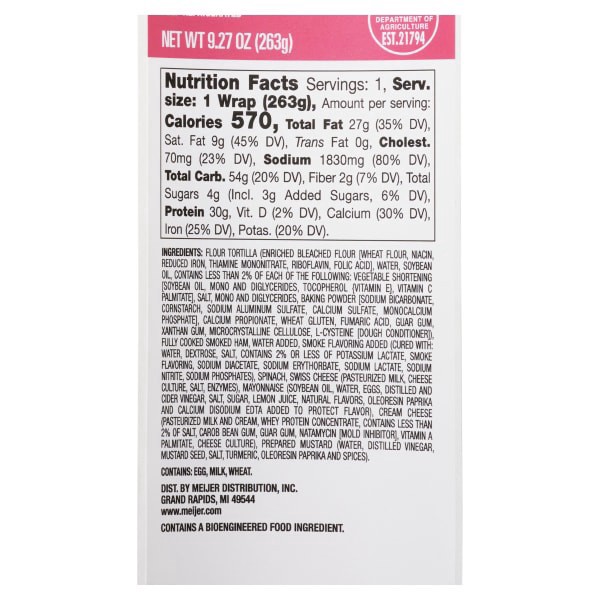 NET WT 9.27 OZ (263g)
DEPARTMENT OF
AGRICULTURE
EST.21794
Nutrition Facts Servings: 1, Serv.
size: 1 Wrap (263g), Amount per serving:
Calories 570, Total Fat 27g (35% DV),
Sat. Fat 9g (45% DV), Trans Fat 0g, Cholest.
70mg (23% DV), Sodium 1830mg (80% DV),
Total Carb. 54g (20% DV), Fiber 2g (7% DV), Total
Sugars 4g (Incl. 3g Added Sugars, 6% DV),
Protein 30g, Vit. D (2% DV), Calcium (30% DV),
Iron (25% DV), Potas. (20% DV).
INGREDIENTS: FLOUR TORTILLA (ENRICHED BLEACHED FLOUR [WHEAT FLOUR, NIACIN,
REDUCED IRON, THIAMINE MONONITRATE, RIBOFLAVIN, FOLIC ACID], WATER, SOYBEAN
OIL, CONTAINS LESS THAN 2% OF EACH OF THE FOLLOWING: VEGETABLE SHORTENING
[SOYBEAN OIL, MONO AND DIGLYCERIDES, TOCOPHEROL {VITAMIN E}, VITAMIN C
PALMITATE], SALT, MONO AND DIGLYCERIDES, BAKING POWDER [SODIUM BICARBONATE,
CORNSTARCH, SODIUM ALUMINUM SULFATE, CALCIUM SULFATE, MONOCALCIUM
PHOSPHATE], CALCIUM PROPIONATE, WHEAT GLUTEN, FUMARIC ACID, GUAR GUM,
XANTHAN GUM, MICROCRYSTALLINE CELLULOSE, L-CYSTEINE [DOUGH CONDITIONER]),
FULLY COOKED SMOKED HAM, WATER ADDED, SMOKE FLAVORING ADDED (CURED WITH:
WATER, DEXTROSE, SALT, CONTAINS 2% OR LESS OF POTASSIUM LACTATE, SMOKE
FLAVORING, SODIUM DIACETATE, SODIUM ERYTHORBATE, SODIUM LACTATE, SODIUM
NITRITE, SODIUM PHOSPHATES), SPINACH, SWISS CHEESE (PASTEURIZED MILK, CHEESE
CULTURE, SALT, ENZYMES), MAYONNAISE (SOYBEAN OIL, WATER, EGGS, DISTILLED AND
CIDER VINEGAR, SALT, SUGAR, LEMON JUICE, NATURAL FLAVORS, OLEORESIN PAPRIKA
AND CALCIUM DISODIUM EDTA ADDED TO PROTECT FLAVOR), CREAM CHEESE
(PASTEURIZED MILK AND CREAM, WHEY PROTEIN CONCENTRATE, CONTAINS LESS THAN
2% OF SALT, CAROB BEAN GUM, GUAR GUM, NATAMYCIN [MOLD INHIBITOR], VITAMIN A
PALMITATE, CHEESE CULTURE), PREPARED MUSTARD (WATER, DISTILLED VINEGAR,
MUSTARD SEED, SALT, TURMERIC, OLEORESIN PAPRIKA AND SPICES).
CONTAINS: EGG, MILK, WHEAT.
DIST. BY MEIJER DISTRIBUTION, INC.
GRAND RAPIDS, MI 49544
www.meijer.com
CONTAINS A BIOENGINEERED FOOD INGREDIENT.